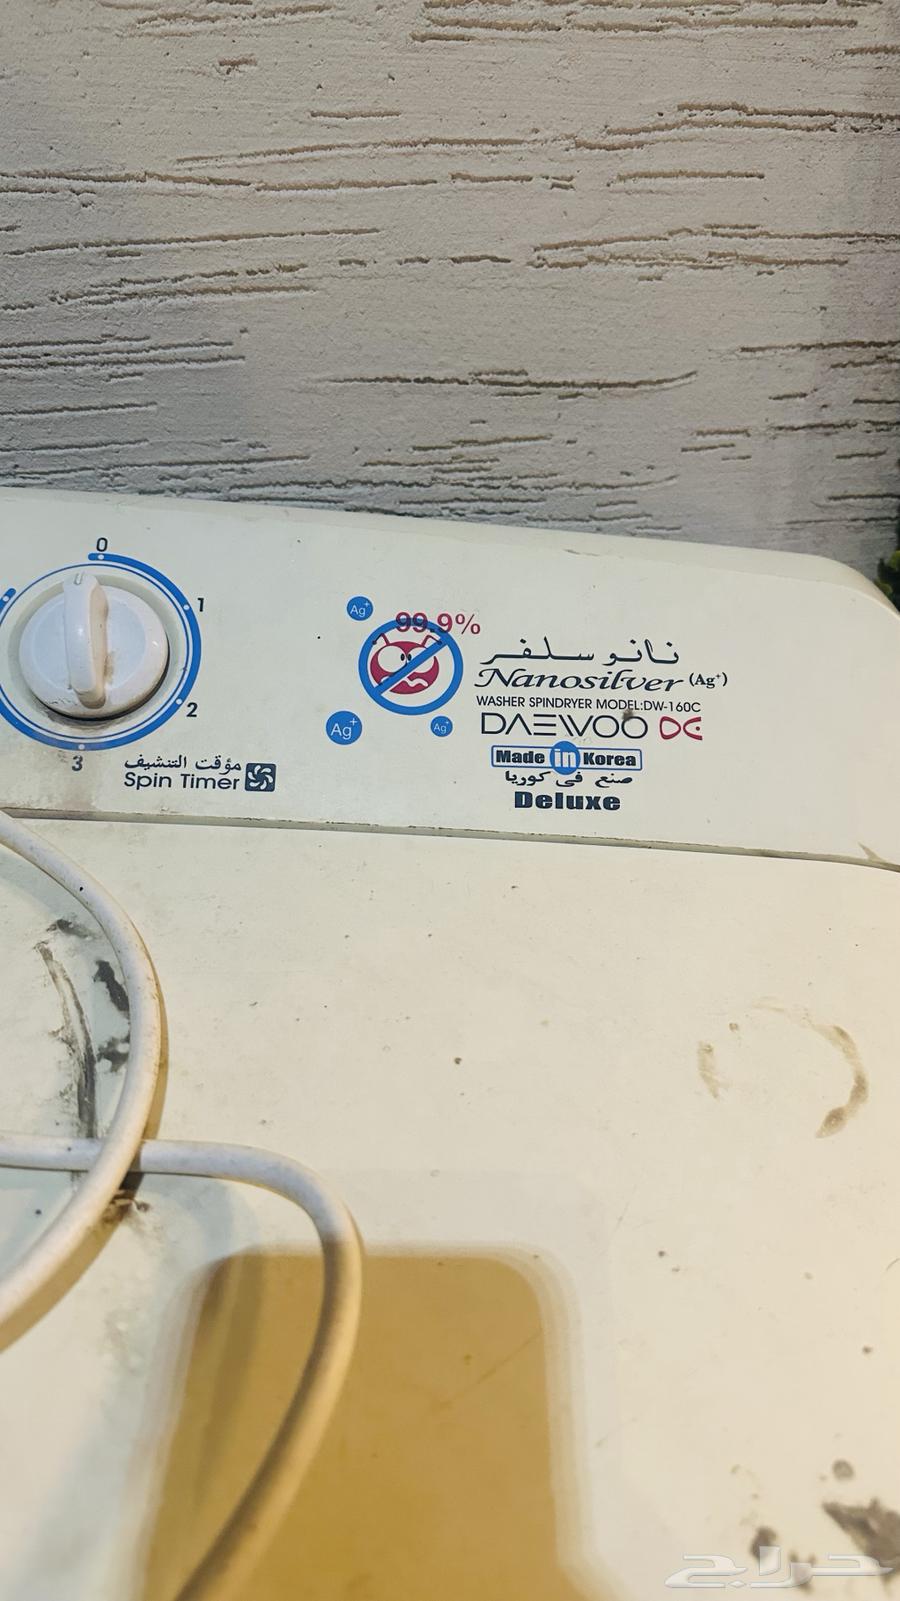 0
1
2
3
مؤقت التنشيف
Spin Timer
Ag+
99.9%
Ag+
Ag+
نانو سلفر
Nanosilver (Ag+)
WASHER SPINDRYER MODEL:DW-160C
DAEWOO
Made in Korea
صنع في كوريا
Deluxe
حراج